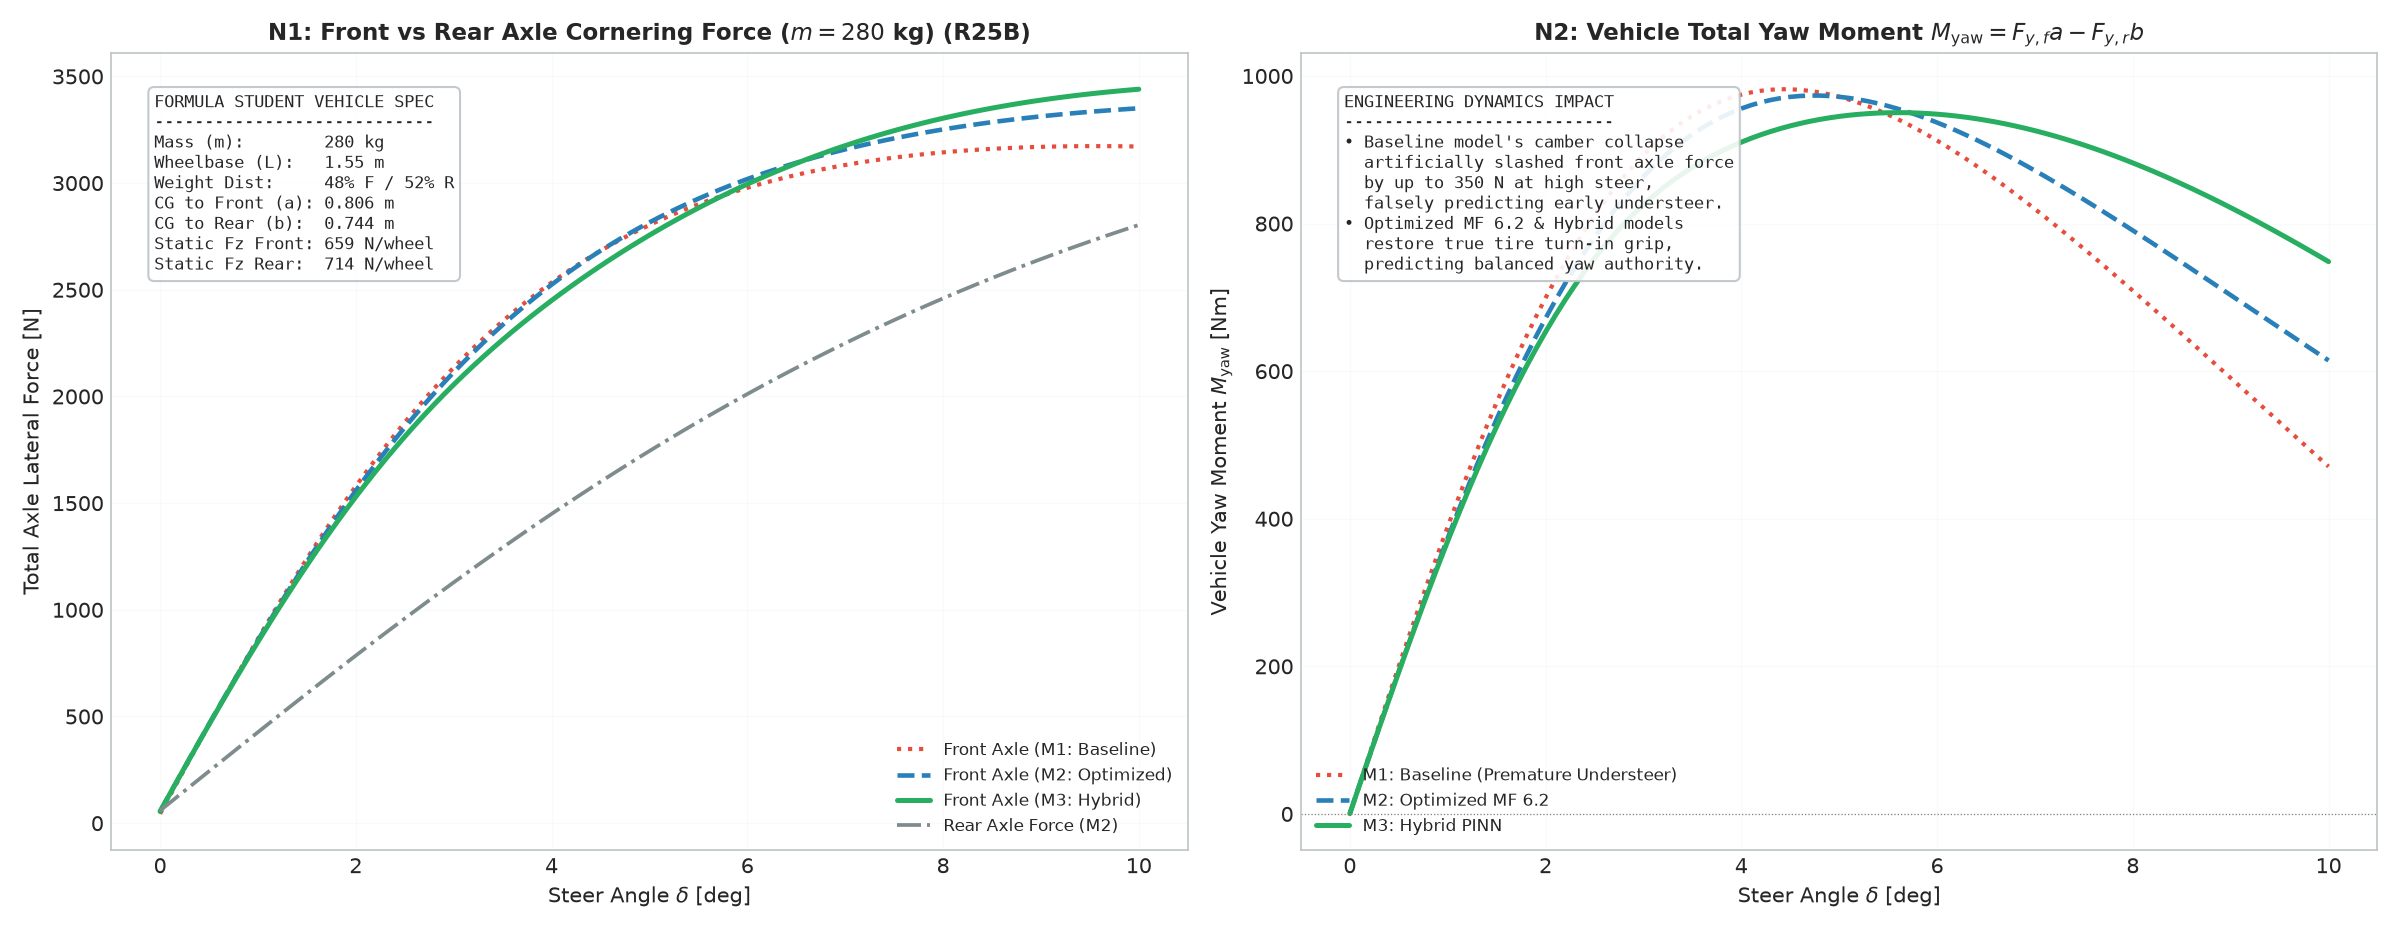 N1: Front vs Rear Axle Cornering Force (m = 280 kg) (R25B)
3500
3000
2500
2000
1500
1000
500
0
Total Axle Lateral Force [N]
FORMULA STUDENT VEHICLE SPEC
----------------------------
Mass (m): 280 kg
Wheelbase (L): 1.55 m
Weight Dist: 48% F / 52% R
CG to Front (a): 0.806 m
CG to Rear (b): 0.744 m
Static Fz Front: 659 N/wheel
Static Fz Rear: 714 N/wheel
Front Axle (M1: Baseline)
Front Axle (M2: Optimized)
Front Axle (M3: Hybrid)
Rear Axle Force (M2)
0 2 4 6 8 10
Steer Angle δ [deg]
N2: Vehicle Total Yaw Moment Myaw = Fy,f a − Fy,r b
1000
800
600
400
200
0
Vehicle Yaw Moment Myaw [Nm]
ENGINEERING DYNAMICS IMPACT
---------------------------
• Baseline model's camber collapse
artificially slashed front axle force
by up to 350 N at high steer,
falsely predicting early understeer.
• Optimized MF 6.2 & Hybrid models
restore true tire turn-in grip,
predicting balanced yaw authority.
M1: Baseline (Premature Understeer)
M2: Optimized MF 6.2
M3: Hybrid PINN
0 2 4 6 8 10
Steer Angle δ [deg]